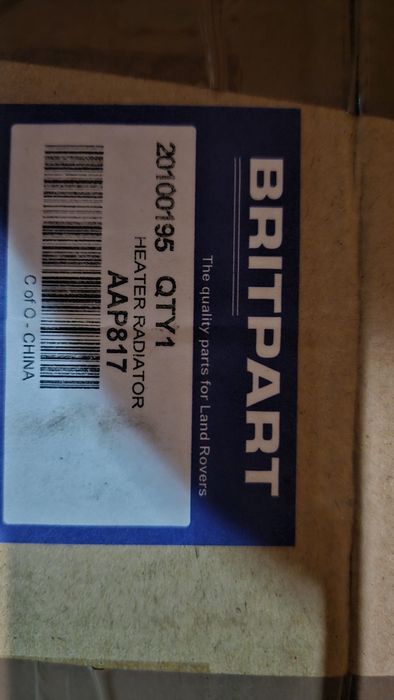 BRITPART
The quality parts for Land Rovers
20100195 QTY1
HEATER RADIATOR
AAP817
C of O - CHINA